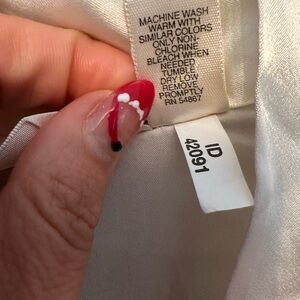 MACHINE WASH
WARM WITH
SIMILAR COLORS
ONLY NON-
CHLORINE
BLEACH WHEN
NEEDED
TUMBLE
DRY LOW
REMOVE
PROMPTLY
RN 54867
ID
42091